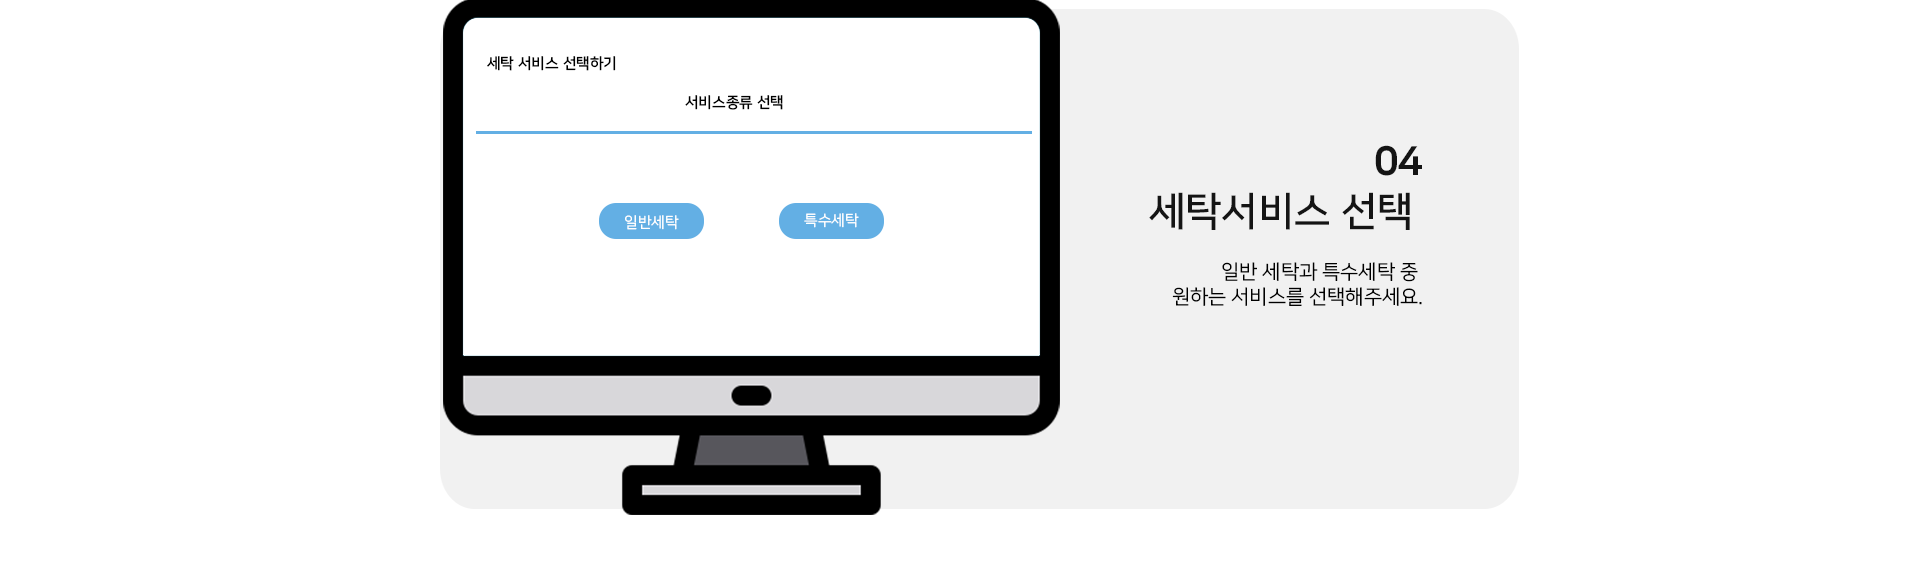 세탁 서비스 선택하기
서비스종류 선택
일반세탁
특수세탁
04
세탁서비스 선택
일반 세탁과 특수세탁 중
원하는 서비스를 선택해주세요.